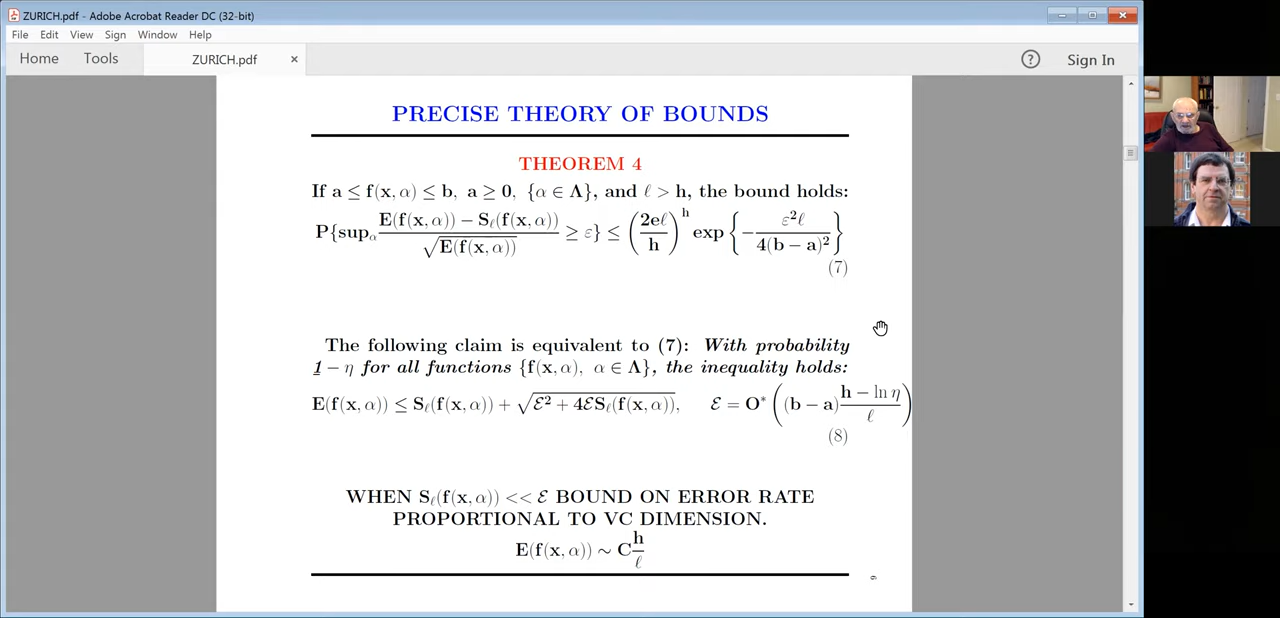 ZURICH.pdf - Adobe Acrobat Reader DC (32-bit)
File Edit View Sign Window Help
Home Tools ZURICH.pdf × ? Sign In
PRECISE THEORY OF BOUNDS
THEOREM 4
If a ≤ f(x, α) ≤ b, a ≥ 0, {α ∈ Λ}, and ℓ > h, the bound holds:
P{sup_α (E(f(x, α)) − S_ℓ(f(x, α))) / √(E(f(x, α))) ≥ ε} ≤ (2eℓ/h)^h exp{−ε²ℓ / 4(b − a)²}
(7)
The following claim is equivalent to (7): With probability
1 − η for all functions {f(x, α), α ∈ Λ}, the inequality holds:
E(f(x, α)) ≤ S_ℓ(f(x, α)) + √(ℰ² + 4ℰS_ℓ(f(x, α))), ℰ = O*((b − a) (h − ln η)/ℓ)
(8)
WHEN S_ℓ(f(x, α)) << ℰ BOUND ON ERROR RATE
PROPORTIONAL TO VC DIMENSION.
E(f(x, α)) ∼ C h/ℓ